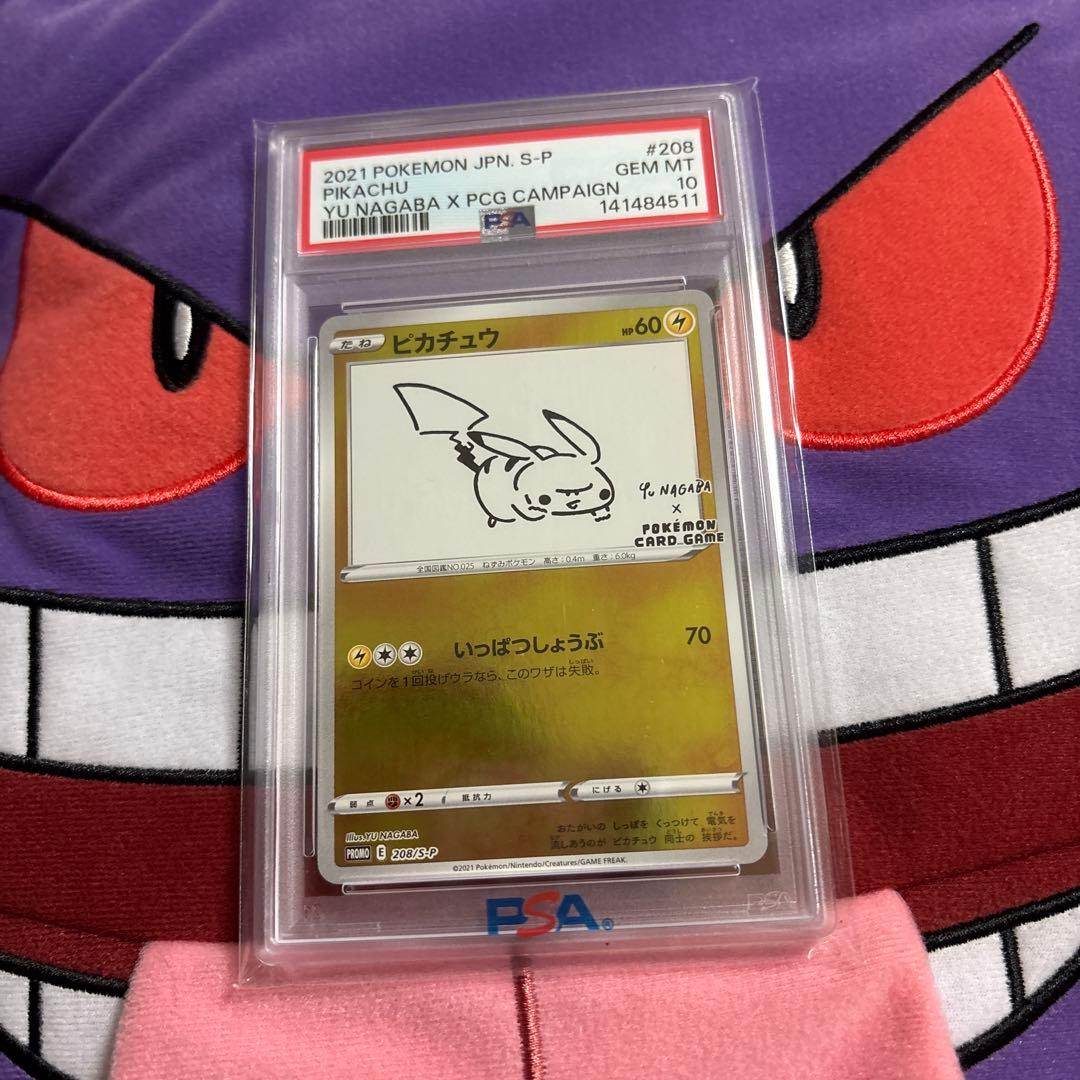 2021 POKEMON JPN. S-P #208
PIKACHU GEM MT
YU NAGABA X PCG CAMPAIGN 10
141484511
PSA
たね ピカチュウ HP60
YU NAGABA
×
POKÉMON
CARD GAME
全国図鑑NO.025 ねずみポケモン 高さ:0.4m 重さ:6.0kg
いっぱつしょうぶ 70
コインを1回投げウラなら、このワザは失敗。
弱点 ×2 抵抗力 にげる
Illus.YU NAGABA
おたがいの しっぽを くっつけて 電気を
流しあうのが ピカチュウ 同士の 挨拶だ。
PROMO E 208/S-P
©2021 Pokémon/Nintendo/Creatures/GAME FREAK.
PSA®
PSA